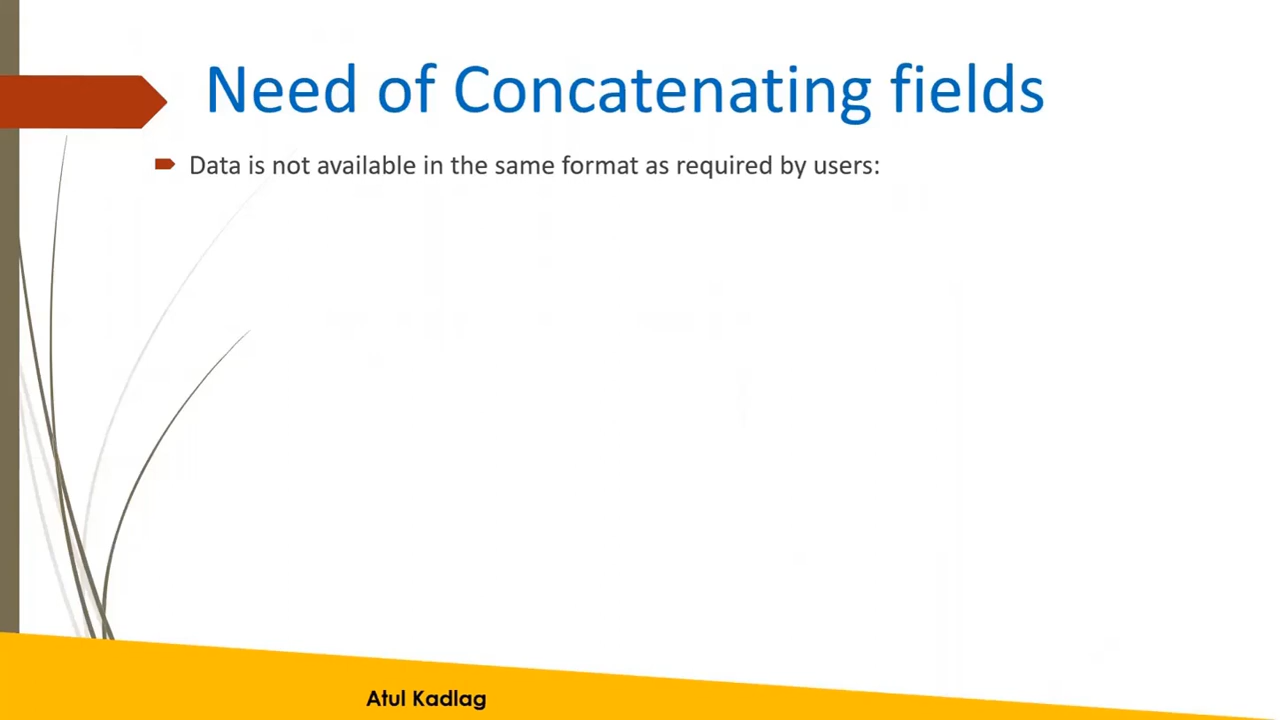 Need of Concatenating fields
Data is not available in the same format as required by users:
Atul Kadlag